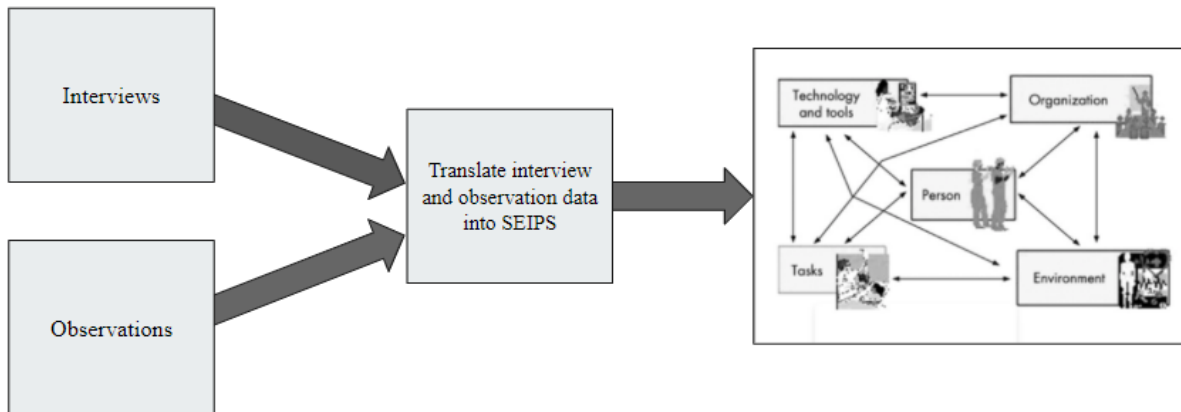 Interviews
Observations
Translate interview
and observation data
into SEIPS
Technology
and tools
Organization
Person
Tasks
Environment